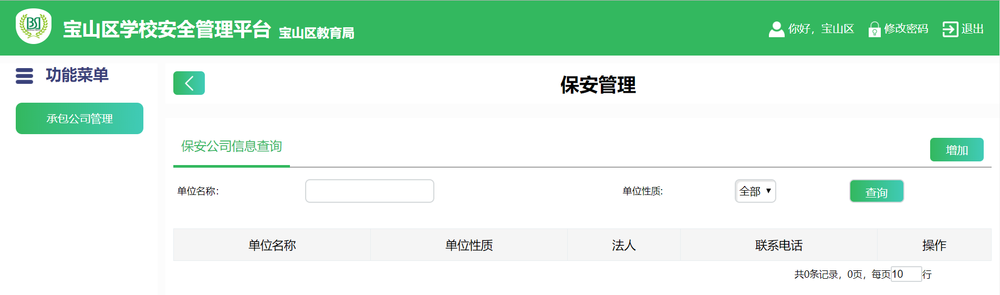 宝山区学校安全管理平台 宝山区教育局
你好，宝山区 修改密码 退出
功能菜单
保安管理
承包公司管理
保安公司信息查询
增加
单位名称: 单位性质: 全部 查询
单位名称 单位性质 法人 联系电话 操作
共0条记录，0页，每页10行